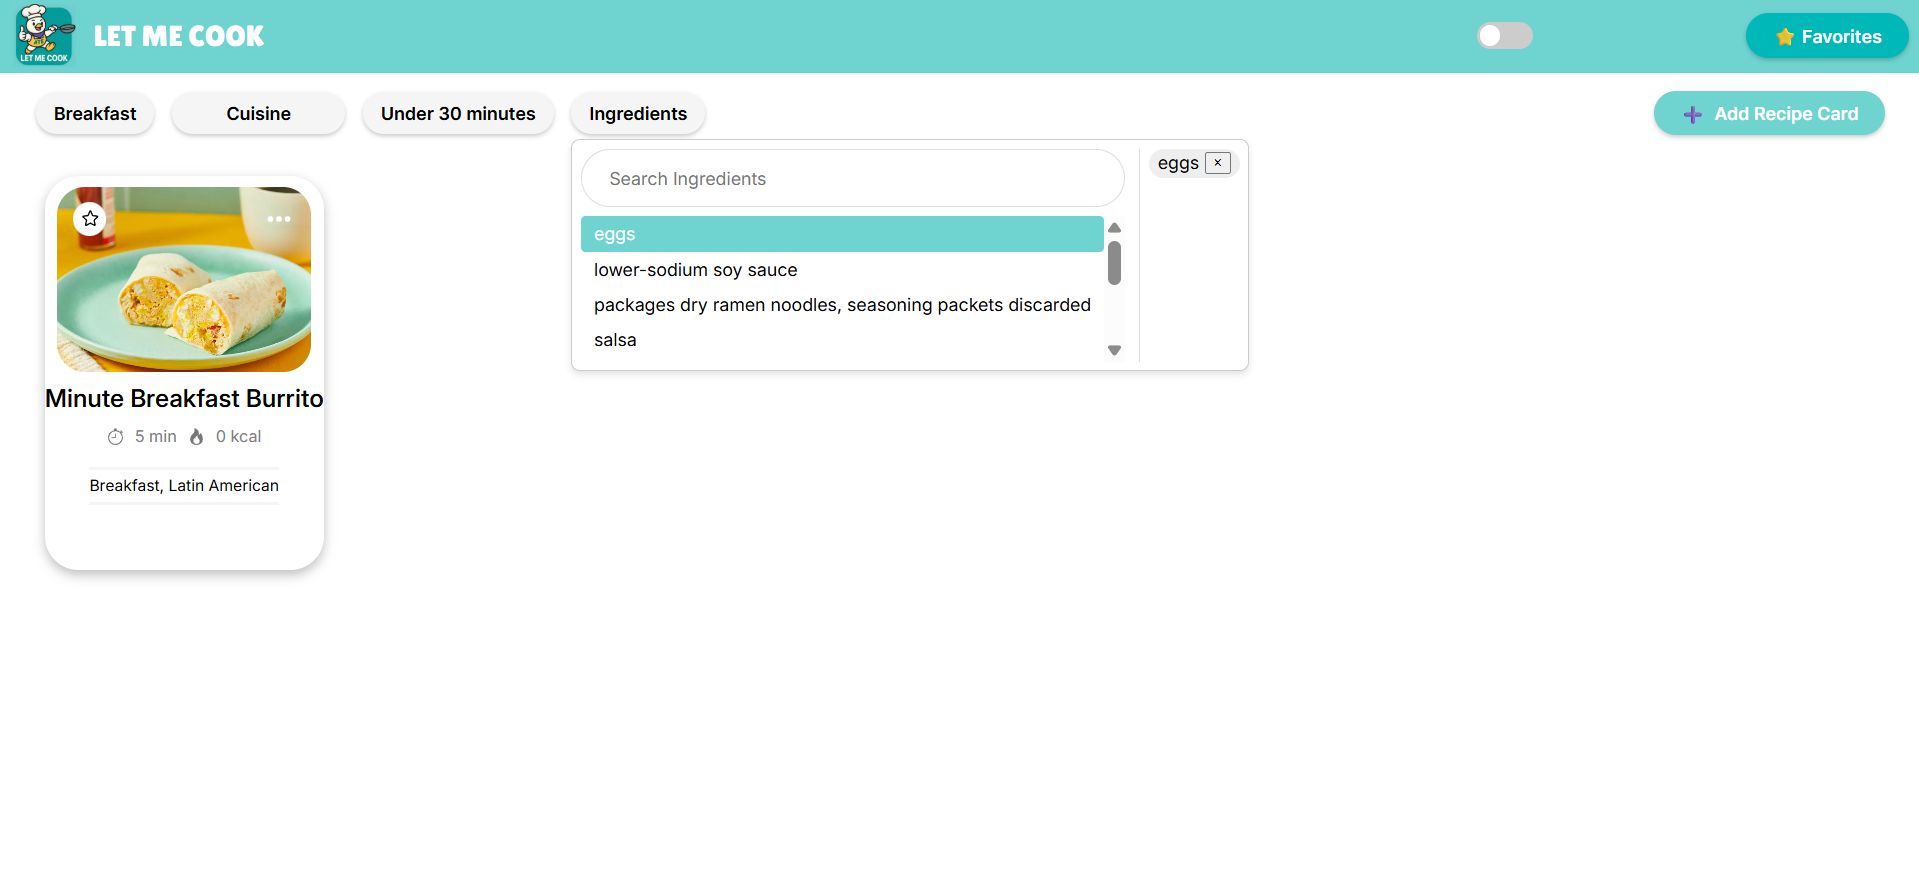 LET ME COOK
LET ME COOK
Favorites
Breakfast
Cuisine
Under 30 minutes
Ingredients
Add Recipe Card
Search Ingredients
eggs ×
eggs
lower-sodium soy sauce
packages dry ramen noodles, seasoning packets discarded
salsa
Minute Breakfast Burrito
5 min 0 kcal
Breakfast, Latin American